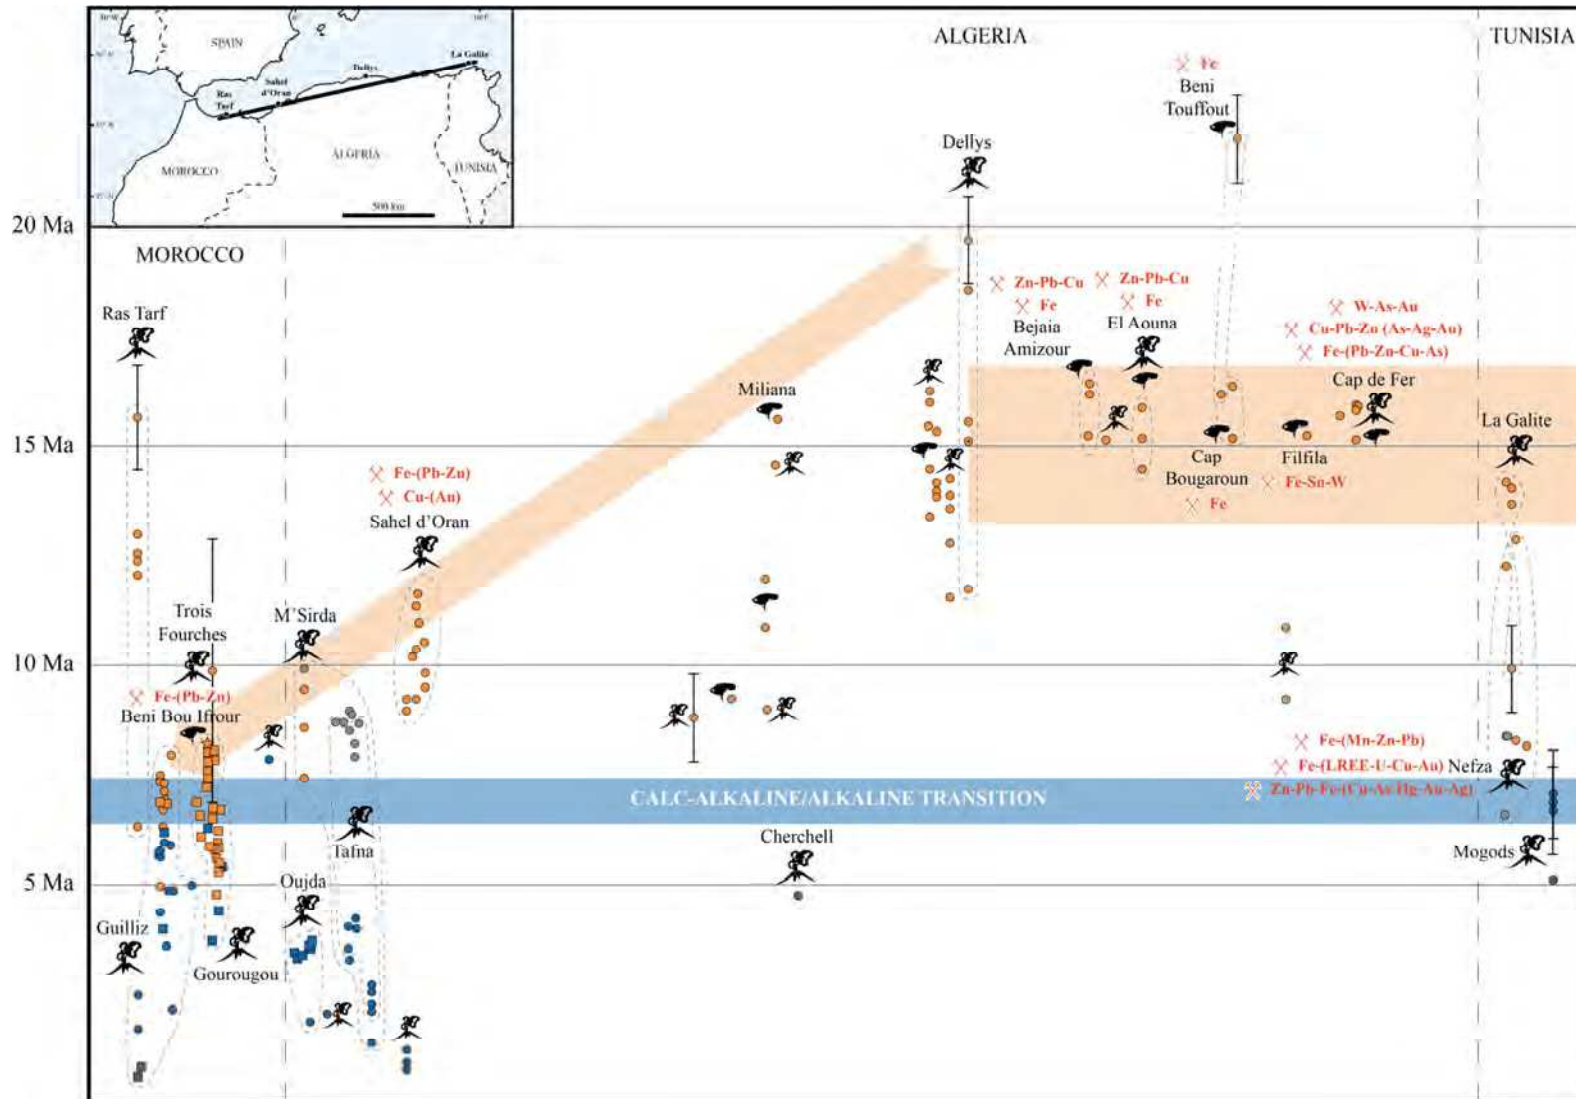 SPAIN
La Galite
Dellys
Sahel
d'Oran
Ras
Tarf
ALGERIA
MOROCCO
TUNISIA
500 km
ALGERIA
TUNISIA
Fe
Beni
Touffout
Dellys
20 Ma
MOROCCO
Ras Tarf
Zn-Pb-Cu
Fe
Bejaia
Amizour
Zn-Pb-Cu
Fe
El Aouna
W-As-Au
Cu-Pb-Zn (As-Ag-Au)
Fe-(Pb-Zn-Cu-As)
Cap de Fer
Miliana
La Galite
15 Ma
Fe-(Pb-Zn)
Cu-(Au)
Sahel d'Oran
Cap
Bougaroun
Fe
Filfila
Fe-Sn-W
Trois
Fourches
M'Sirda
10 Ma
Fe-(Pb-Zn)
Beni Bou Ifrour
Fe-(Mn-Zn-Pb)
Fe-(LREE-U-Cu-Au)
Nefza
Zn-Pb-Fe-(Cu-As-Hg-Au-Ag)
CALC-ALKALINE/ALKALINE TRANSITION
Tafna
Cherchell
Mogods
5 Ma
Oujda
Guilliz
Gourougou